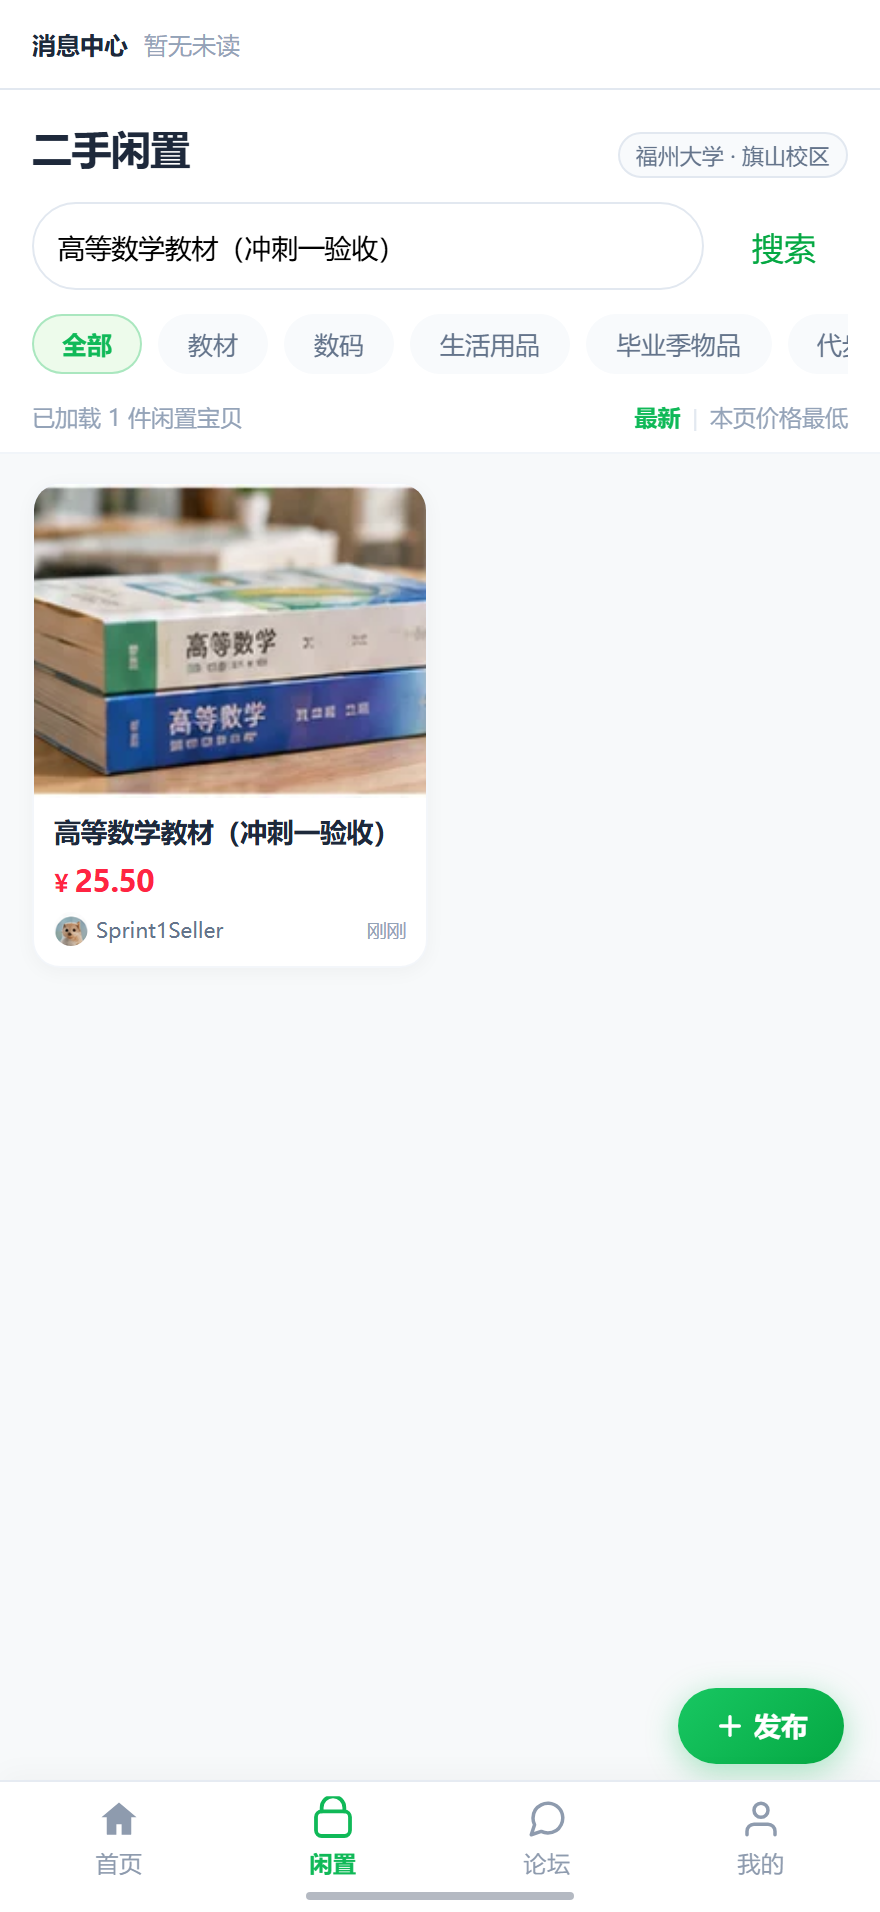 消息中心 暂无未读
二手闲置
福州大学 · 旗山校区
高等数学教材（冲刺一验收）
搜索
全部 教材 数码 生活用品 毕业季物品 代
已加载 1 件闲置宝贝
最新 | 本页价格最低
高等数学
高等数学
高等数学教材（冲刺一验收）
¥ 25.50
Sprint1Seller 刚刚
+ 发布
首页 闲置 论坛 我的